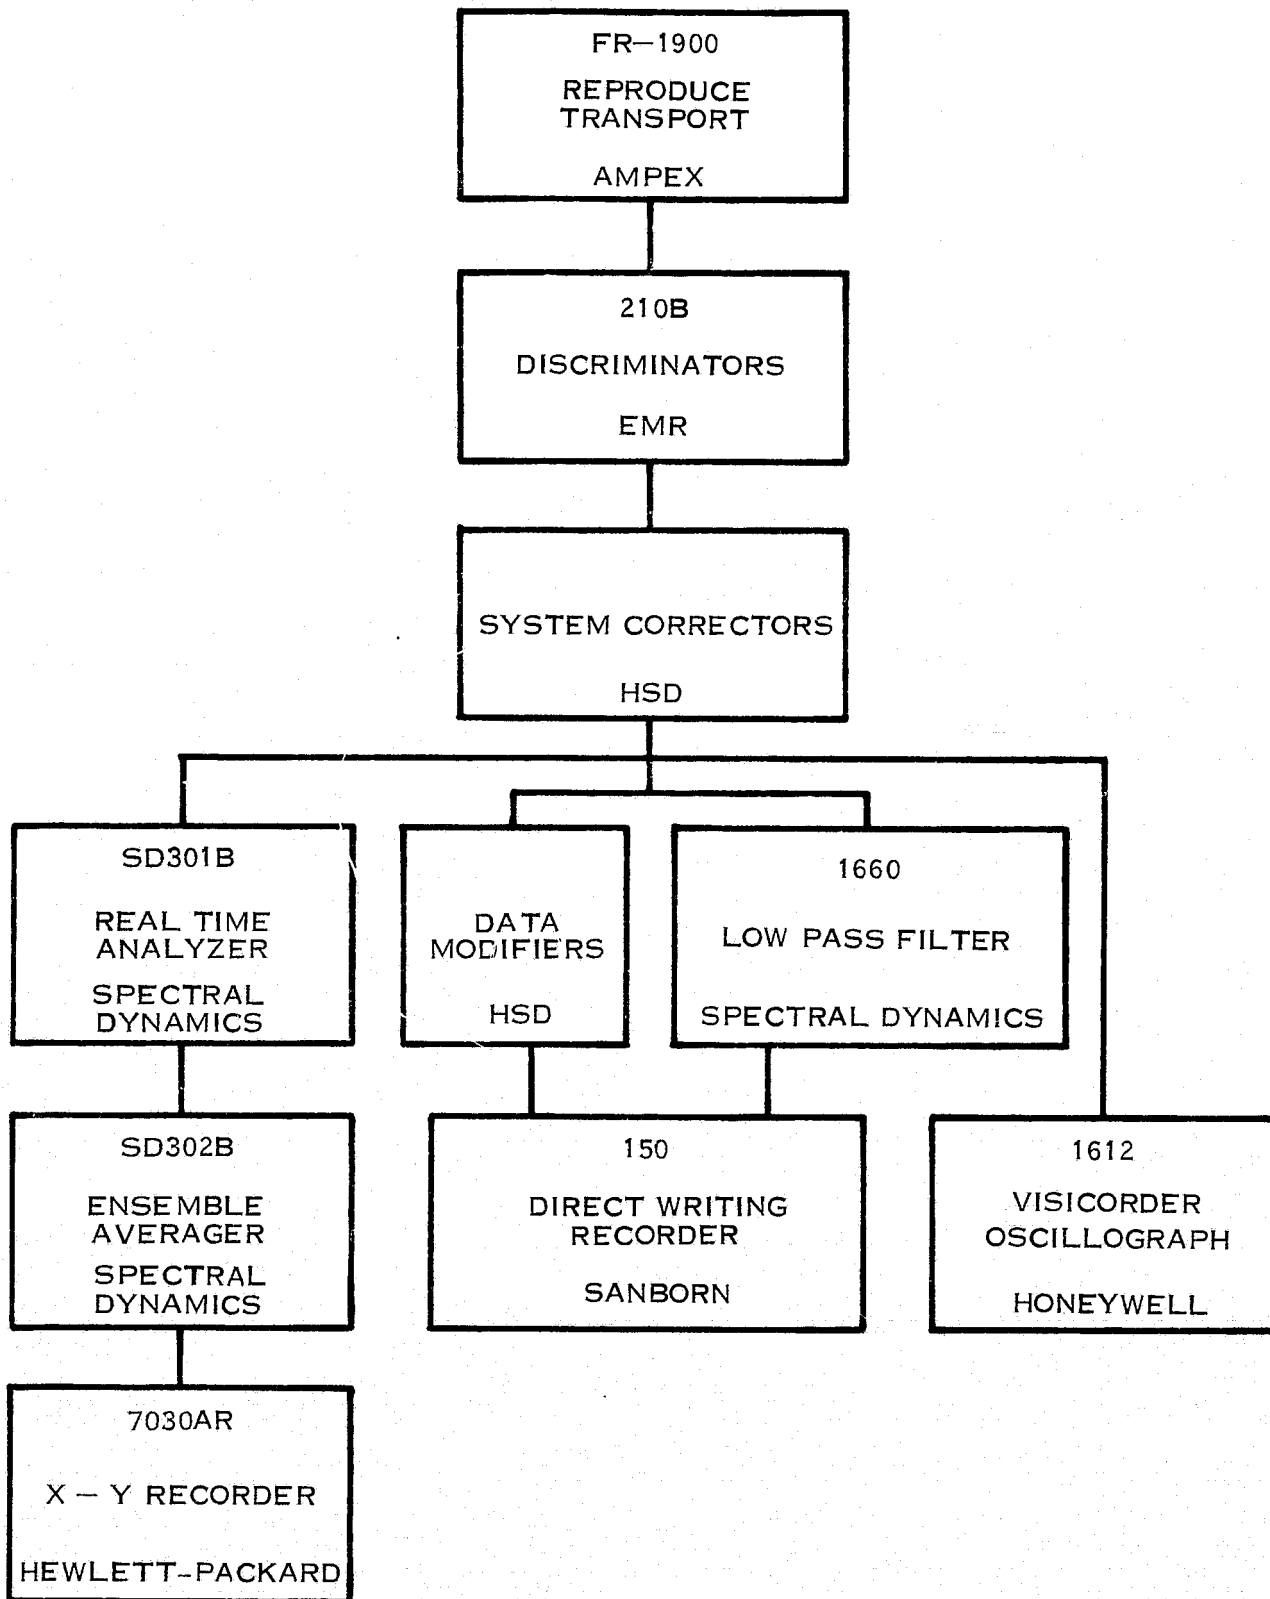 FR-1900
REPRODUCE
TRANSPORT
AMPEX
210B
DISCRIMINATORS
EMR
SYSTEM CORRECTORS
HSD
SD301B
REAL TIME
ANALYZER
SPECTRAL
DYNAMICS
DATA
MODIFIERS
HSD
1660
LOW PASS FILTER
SPECTRAL DYNAMICS
SD302B
ENSEMBLE
AVERAGER
SPECTRAL
DYNAMICS
150
DIRECT WRITING
RECORDER
SANBORN
1612
VISICORDER
OSCILLOGRAPH
HONEYWELL
7030AR
X - Y RECORDER
HEWLETT-PACKARD